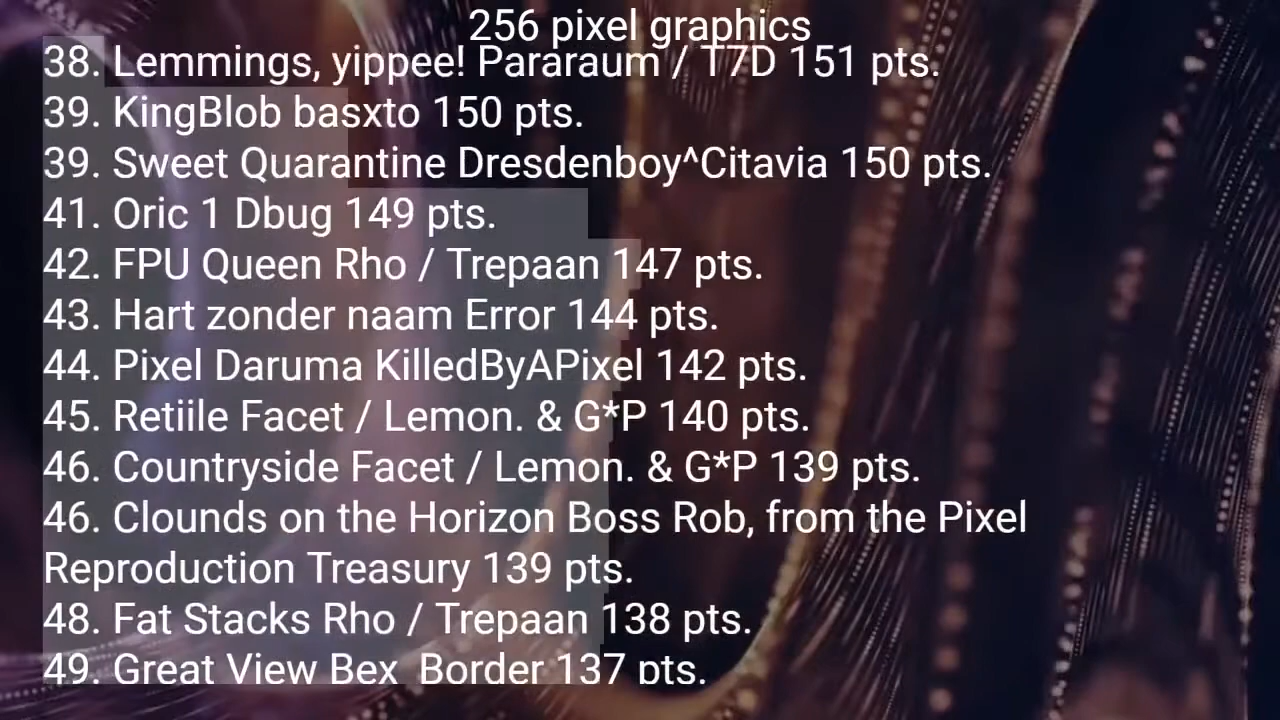 256 pixel graphics
38. Lemmings, yippee! Pararaum / T7D 151 pts.
39. KingBlob basxto 150 pts.
39. Sweet Quarantine Dresdenboy^Citavia 150 pts.
41. Oric 1 Dbug 149 pts.
42. FPU Queen Rho / Trepaan 147 pts.
43. Hart zonder naam Error 144 pts.
44. Pixel Daruma KilledByAPixel 142 pts.
45. Retiile Facet / Lemon. & G*P 140 pts.
46. Countryside Facet / Lemon. & G*P 139 pts.
46. Clounds on the Horizon Boss Rob, from the Pixel
Reproduction Treasury 139 pts.
48. Fat Stacks Rho / Trepaan 138 pts.
49. Great View Bex_Border 137 pts.